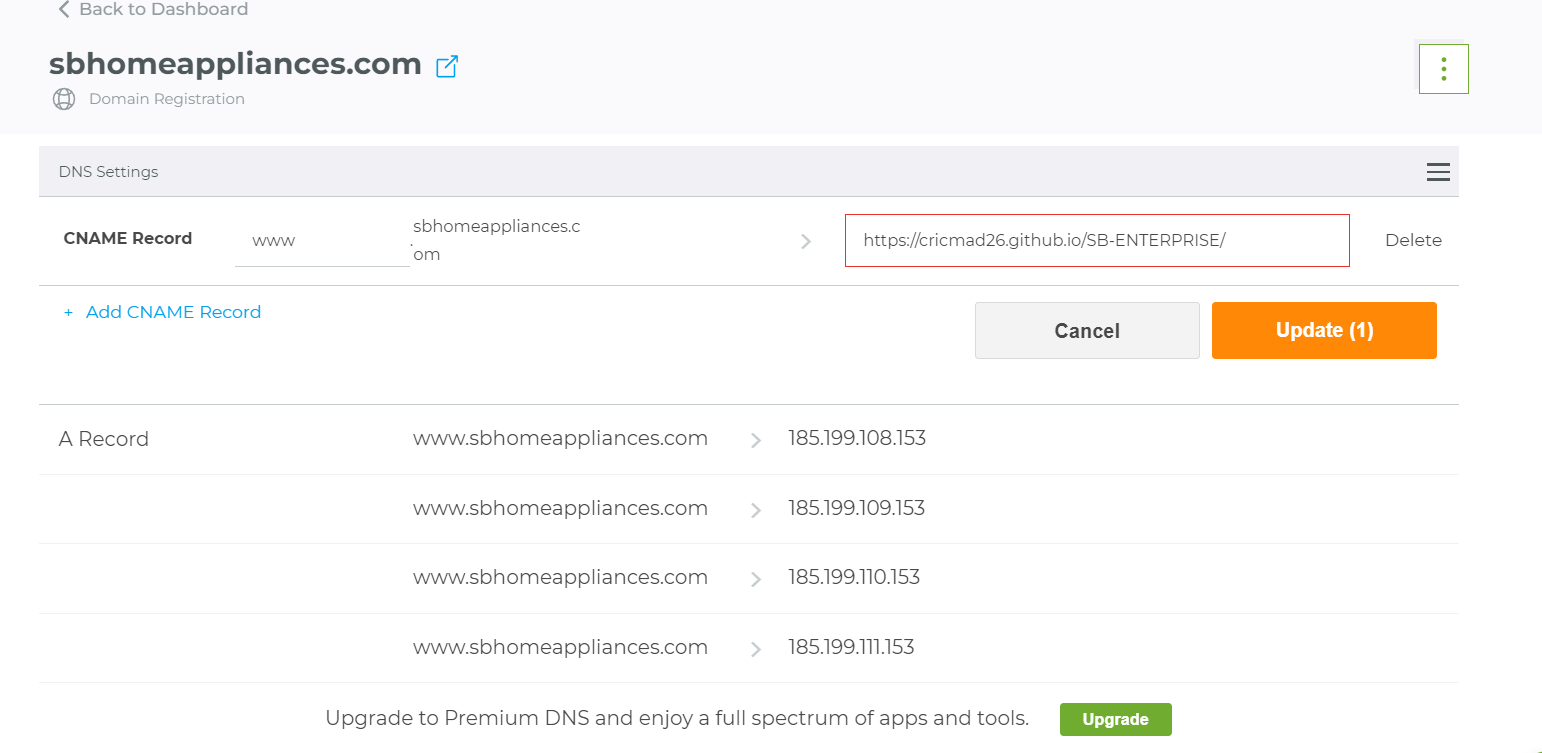 Back to Dashboard
sbhomeappliances.com
Domain Registration
DNS Settings
CNAME Record www . sbhomeappliances.c
om https://cricmad26.github.io/SB-ENTERPRISE/ Delete
+ Add CNAME Record Cancel Update (1)
A Record www.sbhomeappliances.com 185.199.108.153
www.sbhomeappliances.com 185.199.109.153
www.sbhomeappliances.com 185.199.110.153
www.sbhomeappliances.com 185.199.111.153
Upgrade to Premium DNS and enjoy a full spectrum of apps and tools. Upgrade